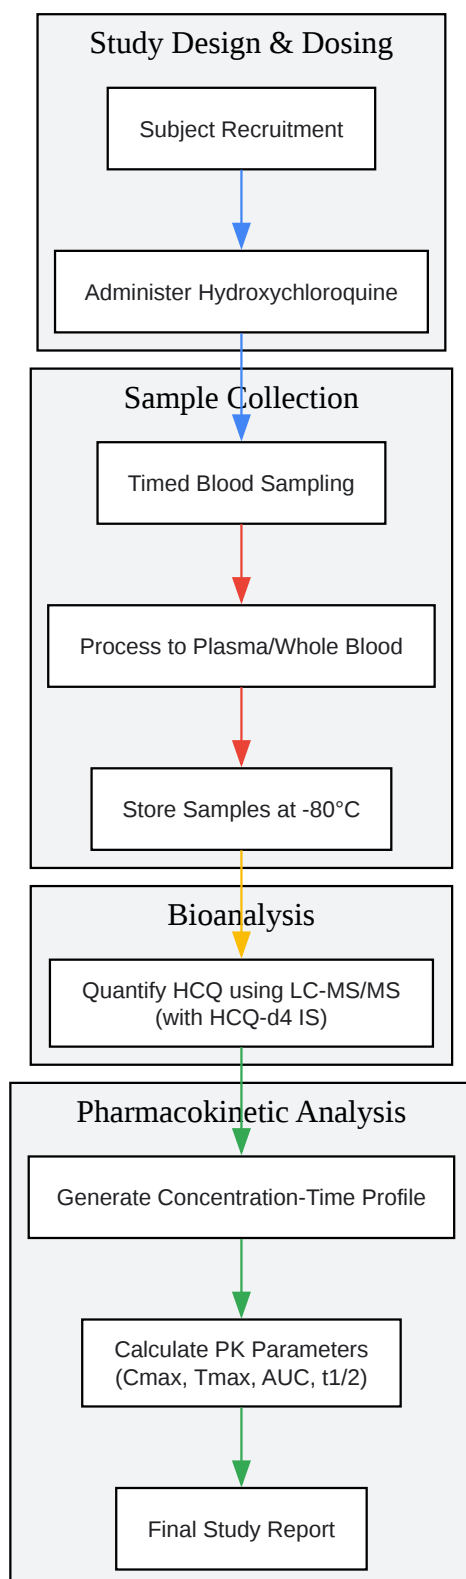 Study Design & Dosing
Subject Recruitment
Administer Hydroxychloroquine
Sample Collection
Timed Blood Sampling
Process to Plasma/Whole Blood
Store Samples at -80°C
Bioanalysis
Quantify HCQ using LC-MS/MS
(with HCQ-d4 IS)
Pharmacokinetic Analysis
Generate Concentration-Time Profile
Calculate PK Parameters
(Cmax, Tmax, AUC, t1/2)
Final Study Report